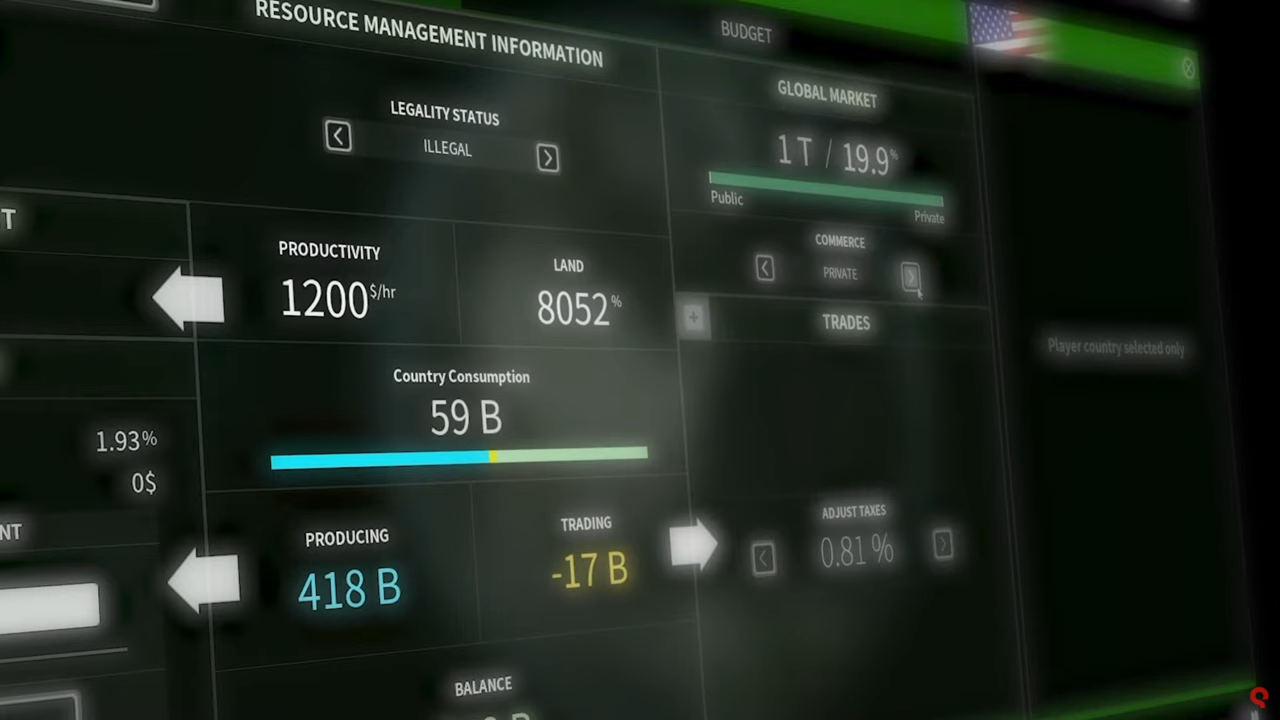 RESOURCE MANAGEMENT INFORMATION
BUDGET
LEGALITY STATUS
ILLEGAL
GLOBAL MARKET
1 T / 19.9 %
Public
Private
COMMERCE
PRIVATE
T
PRODUCTIVITY
1200 $/hr
LAND
8052 %
TRADES
+
Player country selected only
Country Consumption
59 B
1.93%
0$
NT
PRODUCING
418 B
TRADING
-17 B
ADJUST TAXES
0.81 %
BALANCE